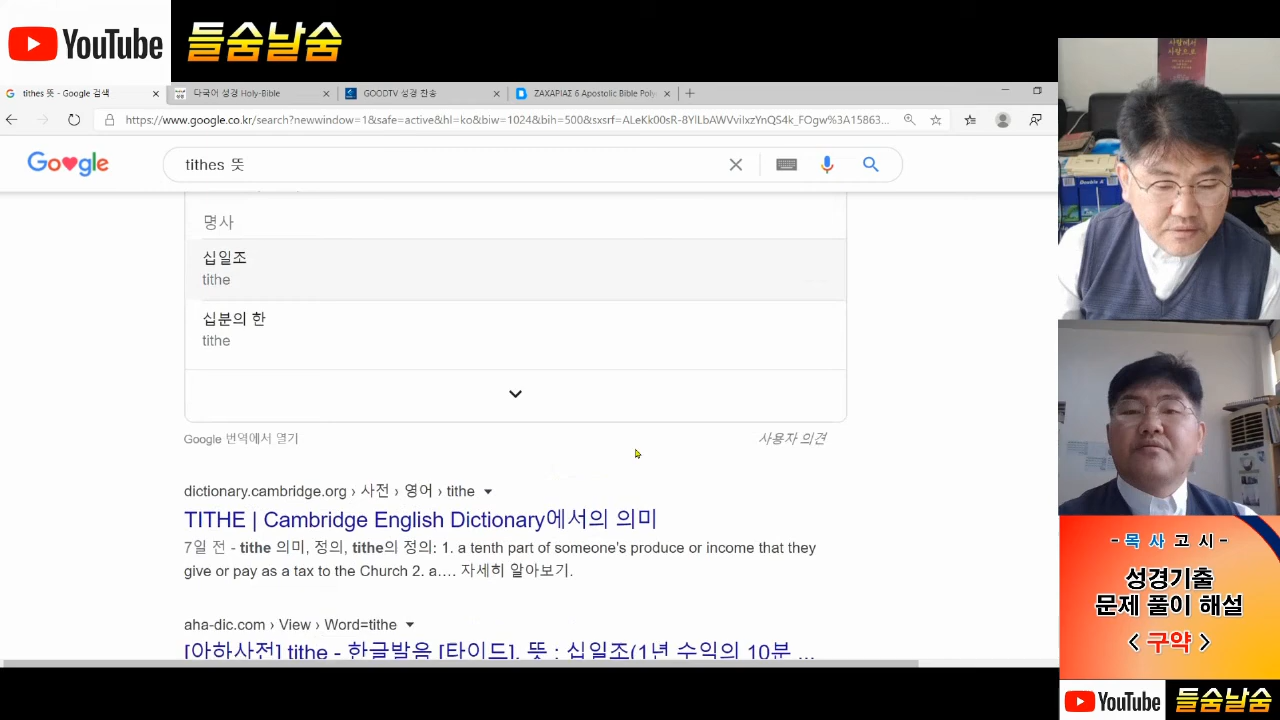 YouTube 들숨날숨
tithes 뜻 - Google 검색
다국어 성경 Holy-Bible
GOODTV 성경 찬송
ΖΑΧΑΡΙΑΣ 6 Apostolic Bible Poly
https://www.google.co.kr/search?newwindow=1&safe=active&hl=ko&biw=1024&bih=500&sxsrf=
Google
tithes 뜻
명사
십일조
tithe
십분의 한
tithe
Google 번역에서 열기
사용자 의견
dictionary.cambridge.org › 사전 › 영어 › tithe
TITHE | Cambridge English Dictionary에서의 의미
7일 전 - tithe 의미, 정의, tithe의 정의: 1. a tenth part of someone's produce or income that they
give or pay as a tax to the Church 2. a.… 자세히 알아보기.
aha-dic.com › View › Word=tithe
[아하사전] tithe - 한글발음 [타이드], 뜻 : 십일조(1년 수익의 10분 ...
사랑으로
- 목 사 고 시 -
성경기출
문제 풀이 해설
< 구약 >
YouTube 들숨날숨